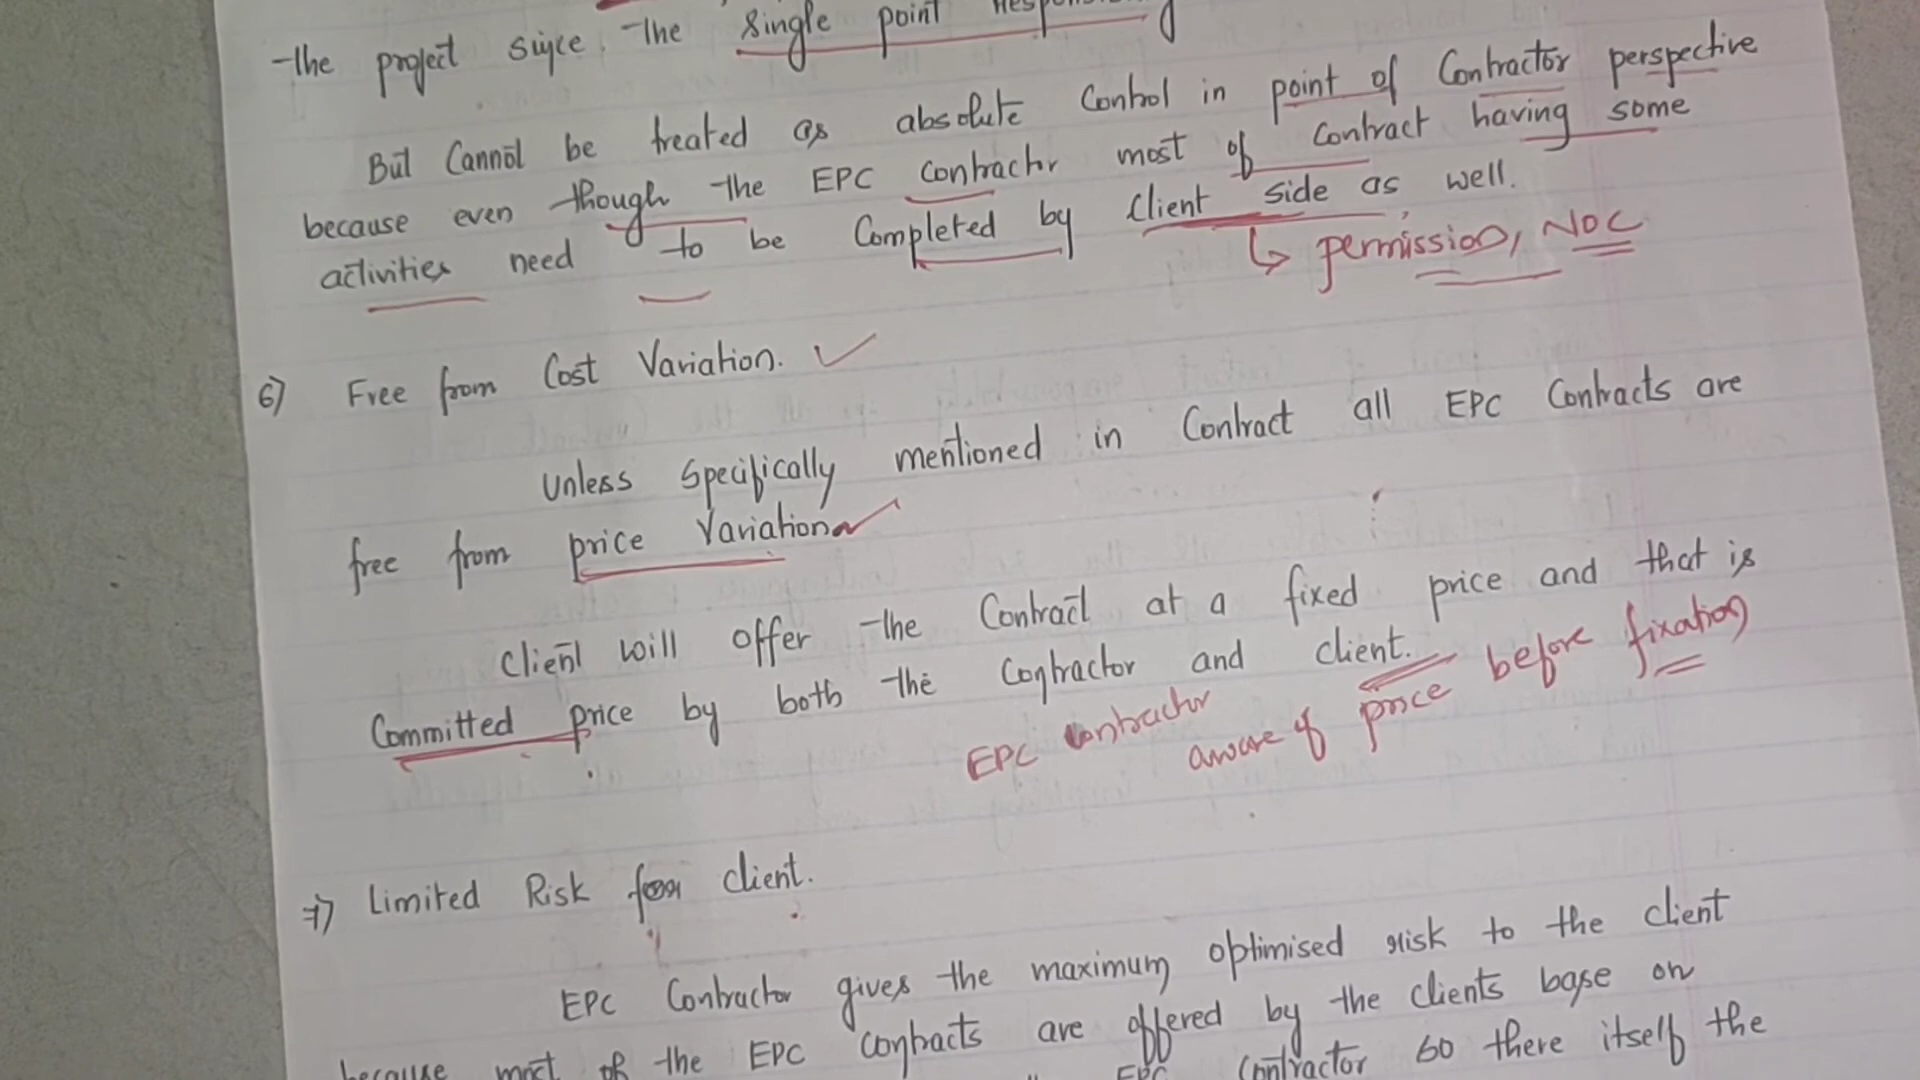 the project since, the single point
But Cannot be treated as absolute Control in point of Contractor perspective
because even though the EPC contractor most of contract having some
activities need to be Completed by Client side as well.
↳ permission, NOC
6) Free from Cost Variation. ✓
Unless Specifically mentioned in Contract all EPC Contracts are
free from price Variation ✓
Client will offer the Contract at a fixed price and that is
Committed price by both the Contractor and client.
EPC contractor aware of price before fixation
7) Limited Risk for client.
EPC Contractor gives the maximum optimised risk to the client
because most of the EPC contracts are offered by the clients base on
EPC Contractor so there itself the